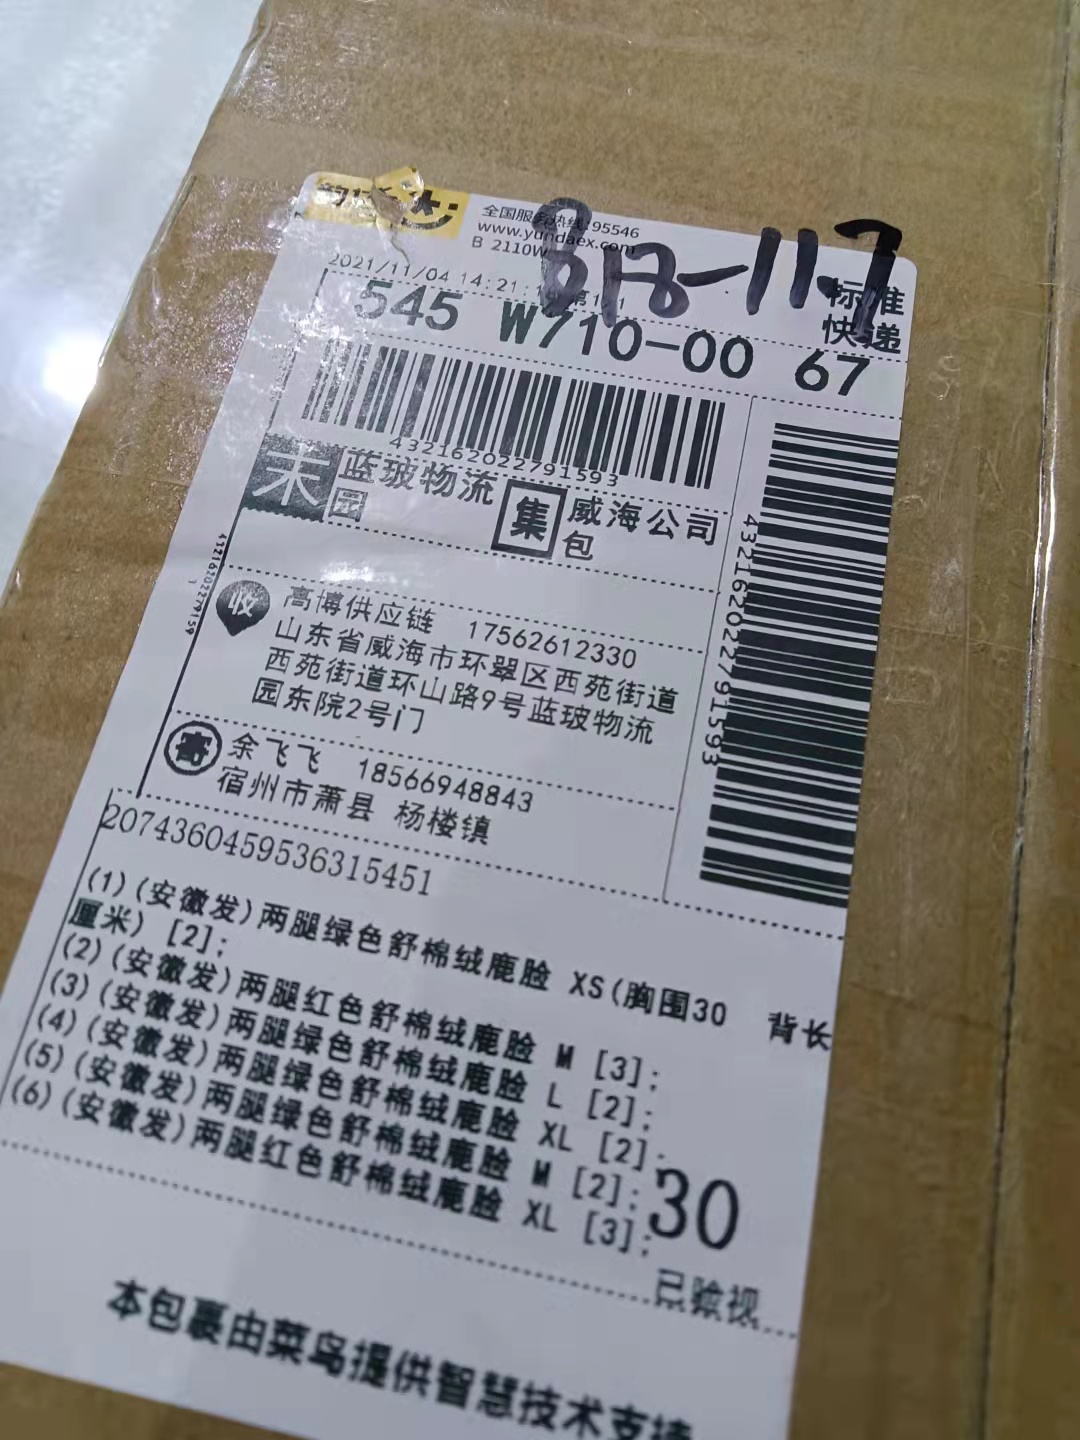 全国服务热线:95546
www.yundaex.com
B 2110W
818-11.7
2021/11/04 14:21:
标准
快递
545 W710-00 67
432162022791593
蓝玻物流
园
集
威海公司
包
432162022791593
432162022791593
收
高博供应链 17562612330
山东省威海市环翠区西苑街道
西苑街道环山路9号蓝玻物流
园东院2号门
寄
余飞飞 18566948843
宿州市萧县 杨楼镇
2074360459536315451
(1)(安徽发)两腿绿色舒棉绒鹿脸 XS(胸围30 背长
厘米) [2];
(2)(安徽发)两腿红色舒棉绒鹿脸 M [3];
(3)(安徽发)两腿绿色舒棉绒鹿脸 L [2];
(4)(安徽发)两腿绿色舒棉绒鹿脸 XL [2].
(5)(安徽发)两腿绿色舒棉绒鹿脸 M [2];
(6)(安徽发)两腿红色舒棉绒鹿脸 XL [3];
30
已验视
本包裹由菜鸟提供智慧技术支持